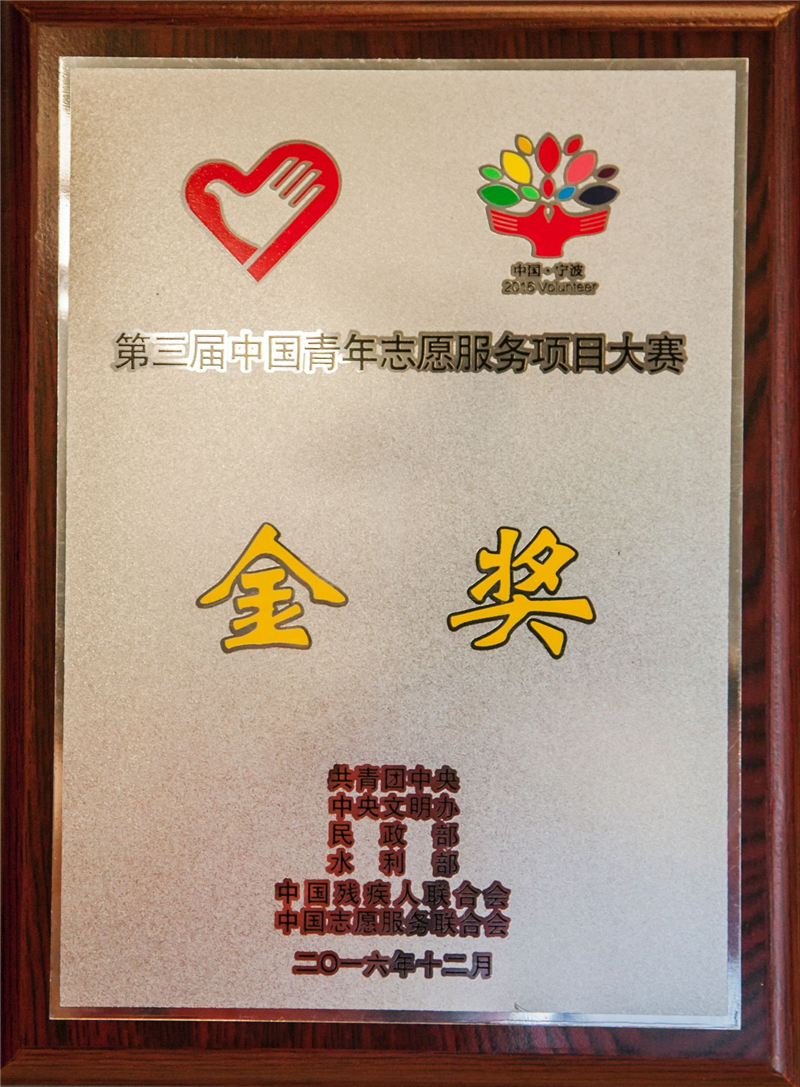 中国·宁波
2016 Volunteer
第三届中国青年志愿服务项目大赛
金奖
共青团中央
中央文明办
民政部
水利部
中国残疾人联合会
中国志愿服务联合会
二〇一六年十二月